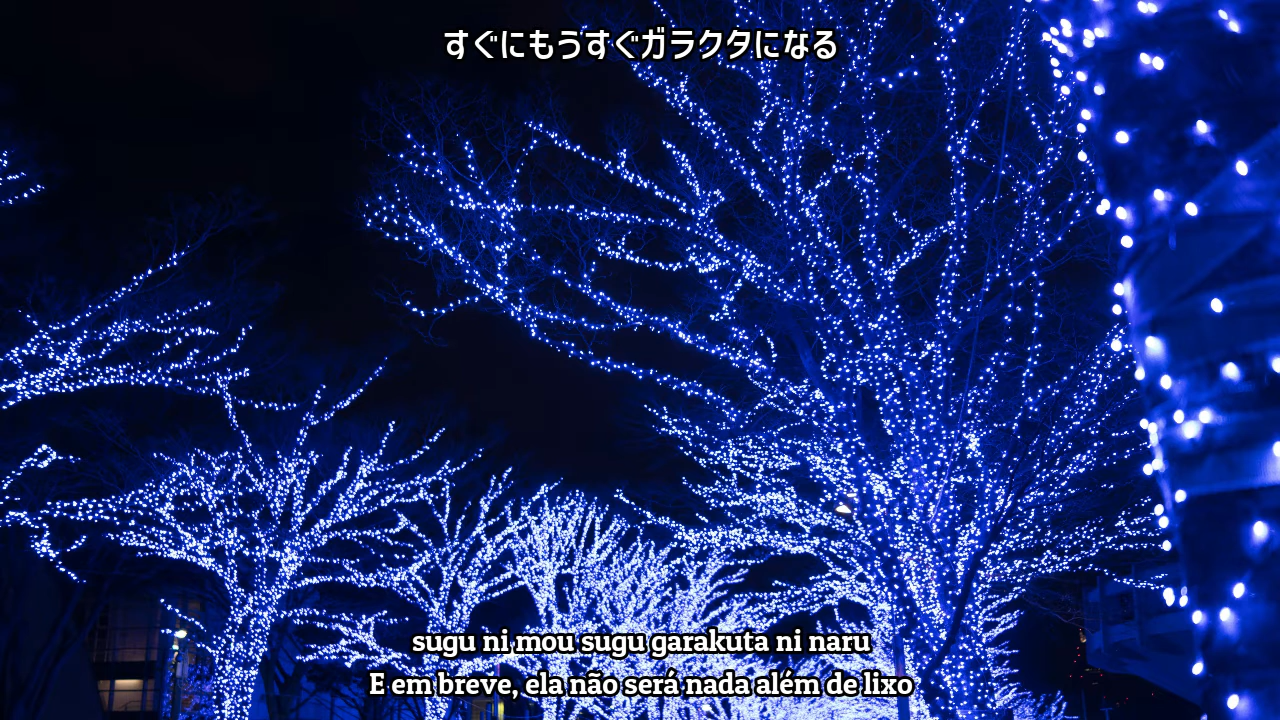 すぐにもうすぐガラクタになる
sugu ni mou sugu garakuta ni naru
E em breve, ela não será nada além de lixo